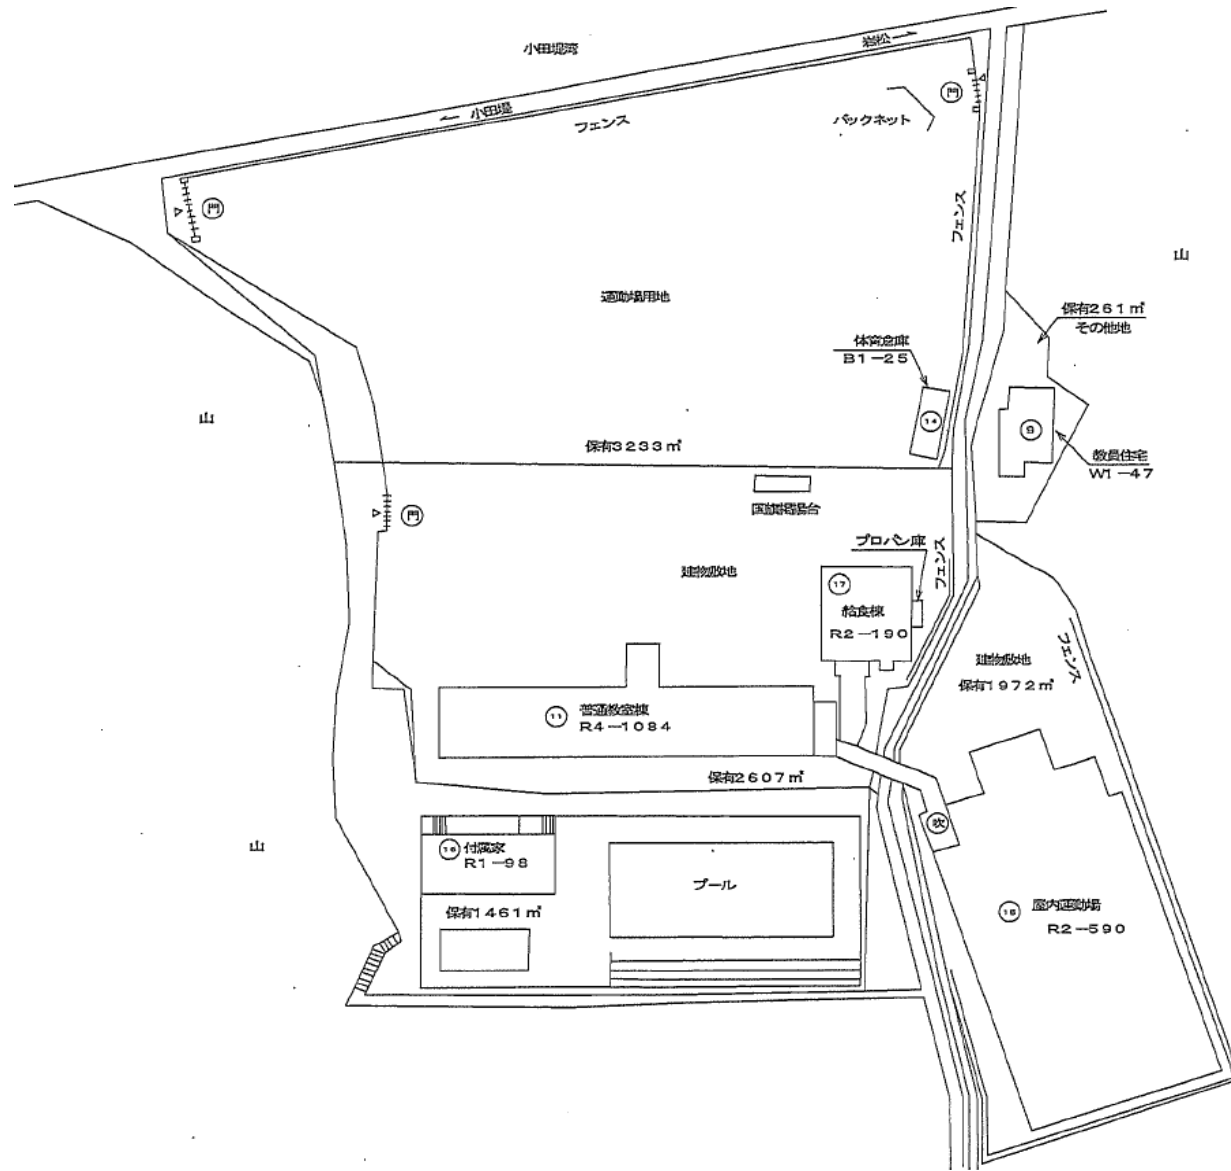 小田堤湾
岩松
小田堤
フェンス
門
バックネット
門
フェンス
山
運動場用地
保有261㎡
その他地
体育倉庫
B1-25
14
9
山
保有3233㎡
教員住宅
W1-47
国旗掲揚台
門
プロパン庫
フェンス
建物敷地
17
給食棟
R2-190
フェンス
建物敷地
保有1972㎡
11
普通教室棟
R4-1084
保有2607㎡
吹
山
16
付属家
R1-98
プール
保有1461㎡
屋内運動場
R2-590